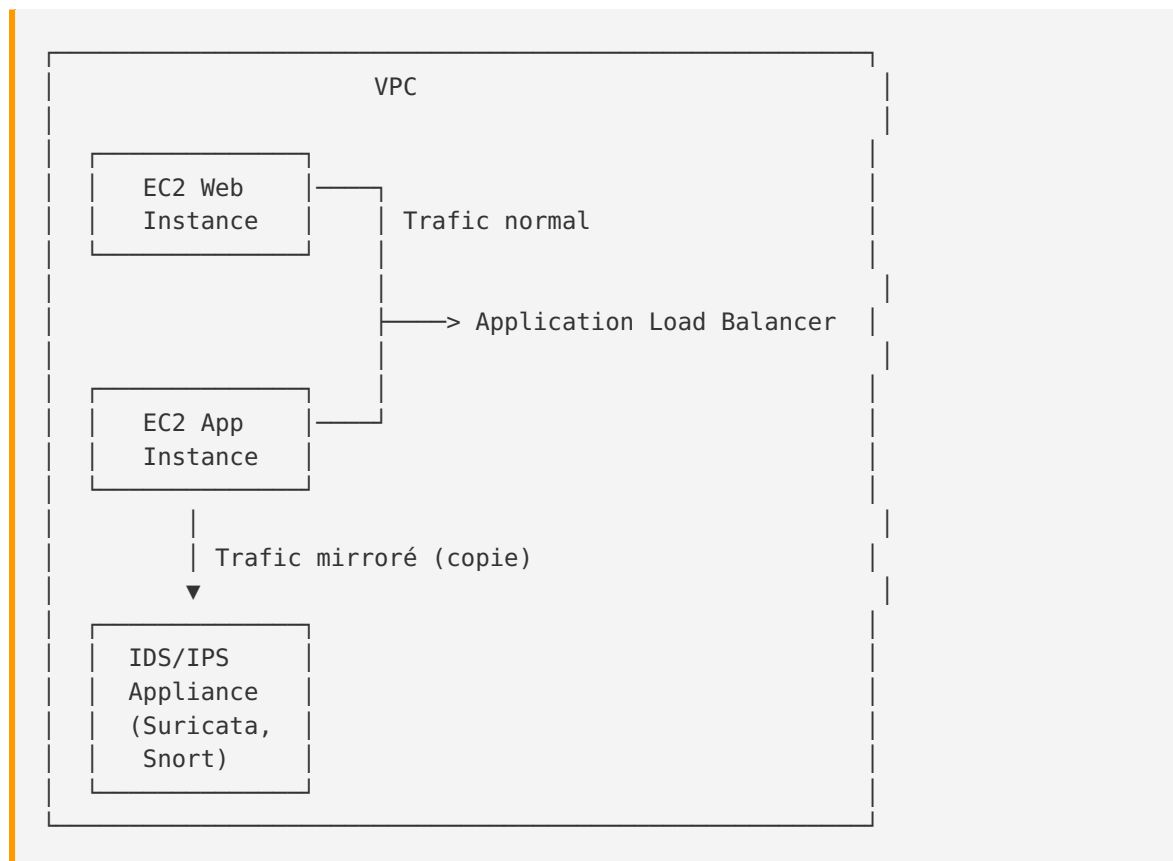 VPC
EC2 Web
Instance
Trafic normal
> Application Load Balancer
EC2 App
Instance
Trafic mirroré (copie)
IDS/IPS
Appliance
(Suricata,
Snort)